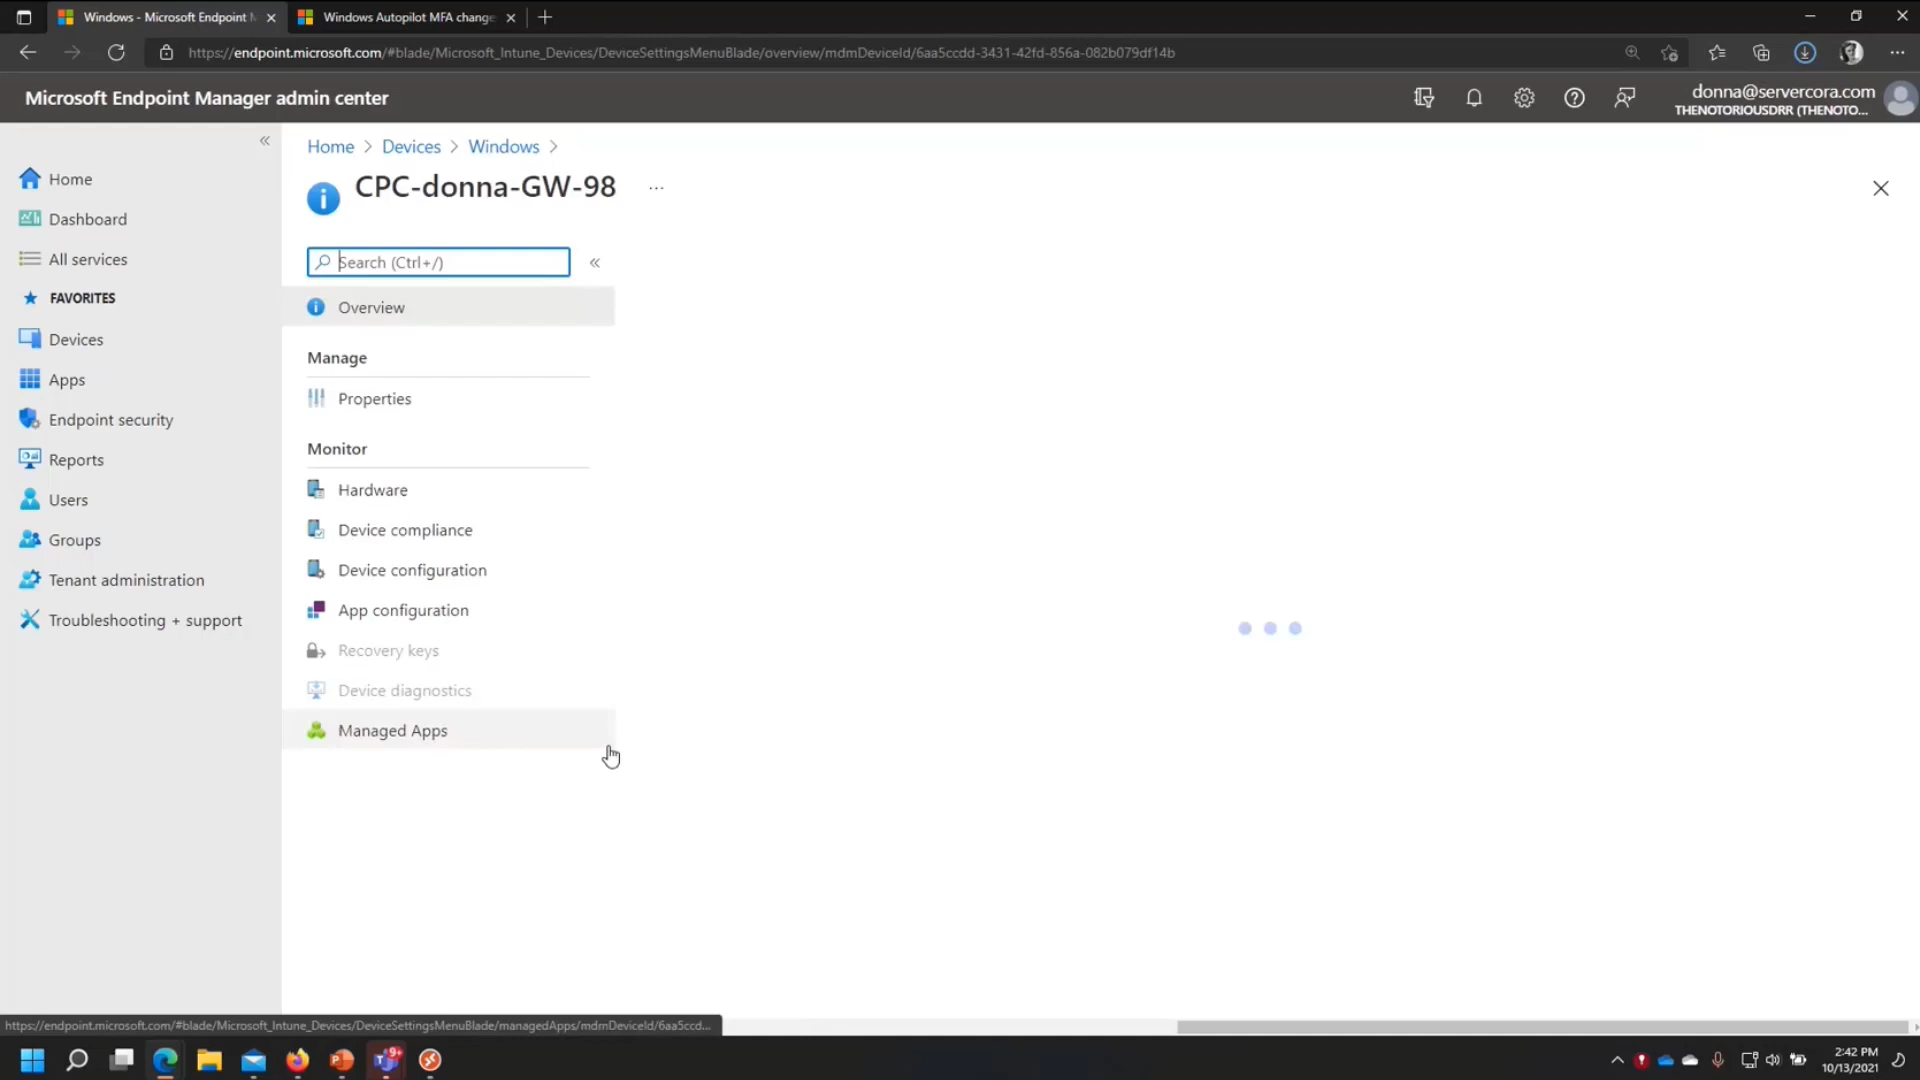 Windows - Microsoft Endpoint M
Windows Autopilot MFA change
https://endpoint.microsoft.com/#blade/Microsoft_Intune_Devices/DeviceSettingsMenuBlade/overview/mdmDeviceId/6aa5ccdd-3431-42fd-856a-082b079df14b
Microsoft Endpoint Manager admin center
donna@servercora.com
THENOTORIOUSDRR (THENOTO...
Home > Devices > Windows >
CPC-donna-GW-98 ...
Home
Dashboard
All services
FAVORITES
Devices
Apps
Endpoint security
Reports
Users
Groups
Tenant administration
Troubleshooting + support
Search (Ctrl+/)
Overview
Manage
Properties
Monitor
Hardware
Device compliance
Device configuration
App configuration
Recovery keys
Device diagnostics
Managed Apps
https://endpoint.microsoft.com/#blade/Microsoft_Intune_Devices/DeviceSettingsMenuBlade/managedApps/mdmDeviceId/6aa5ccd...
9+
2:42 PM
10/13/2021